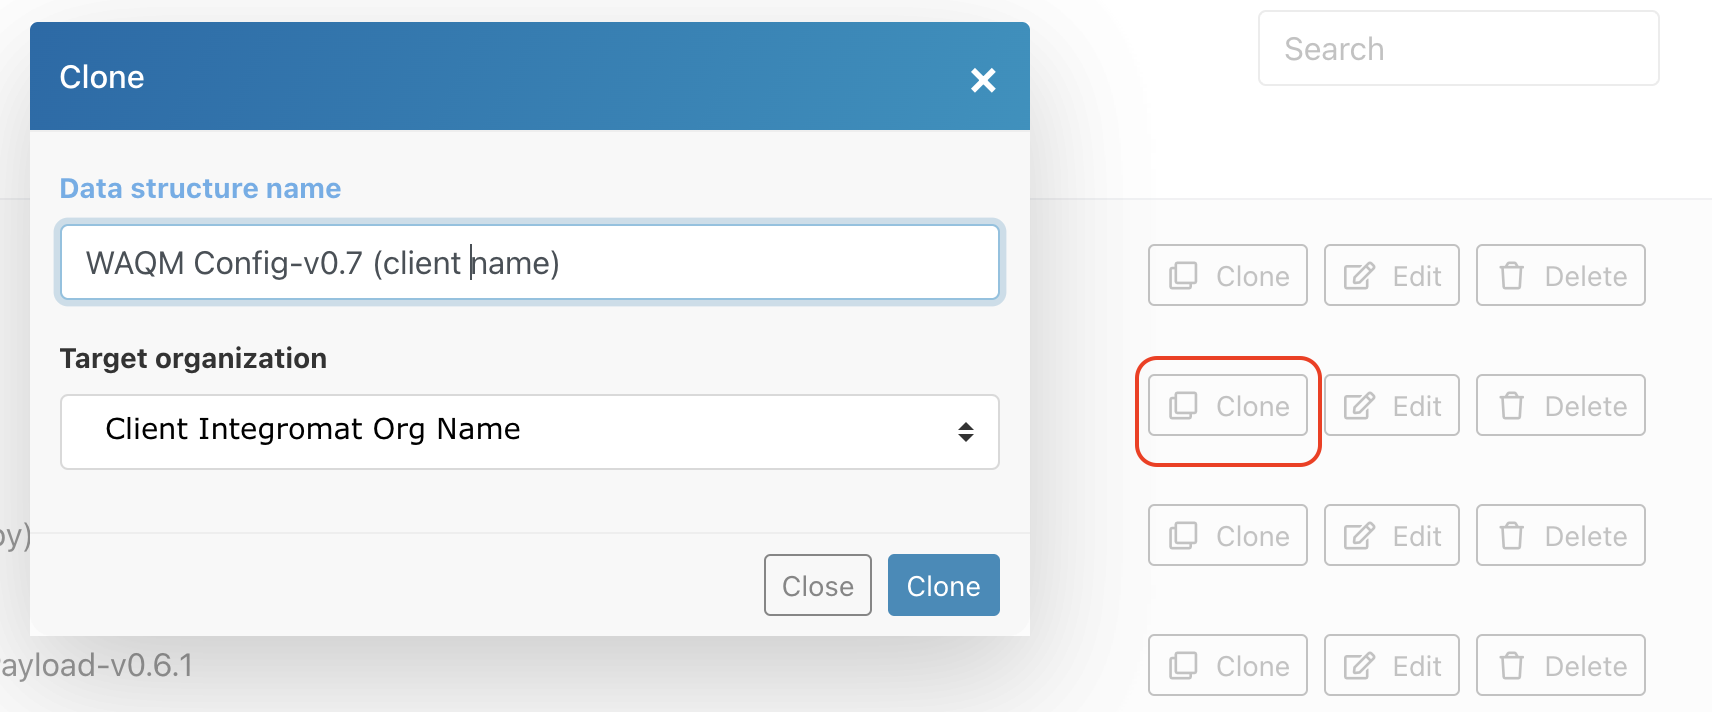 Clone
Search
Data structure name
WAQM Config-v0.7 (client name)
Clone Edit Delete
Target organization
Client Integromat Org Name
Clone Edit Delete
py)
Clone Edit Delete
Close Clone
ayload-v0.6.1
Clone Edit Delete